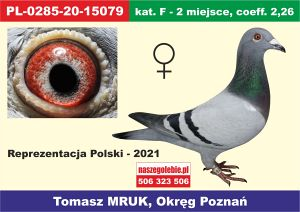 PL-0285-20-15079
kat. F - 2 miejsce, coeff. 2,26
Reprezentacja Polski - 2021
naszegolebie.pl
506 323 506
Tomasz MRUK, Okręg Poznań